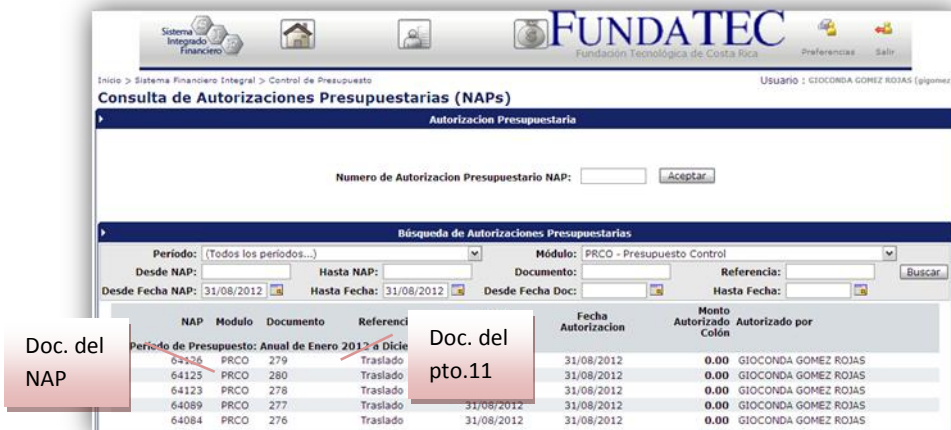 Sistema
Integrado
Financiero
FUNDATEC
Fundación Tecnológica de Costa Rica
Preferencias
Salir
Inicio > Sistema Financiero Integral > Control de Presupuesto
Usuario : GIOCONDA GOMEZ ROJAS (gigomez
Consulta de Autorizaciones Presupuestarias (NAPs)
Autorizacion Presupuestaria
Numero de Autorizacion Presupuestario NAP: Aceptar
Búsqueda de Autorizaciones Presupuestarias
Período: (Todos los períodos...) Módulo: PRCO - Presupuesto Control
Desde NAP: Hasta NAP: Documento: Referencia: Buscar
Desde Fecha NAP: 31/08/2012 Hasta Fecha: 31/08/2012 Desde Fecha Doc: Hasta Fecha:
NAP Modulo Documento Referenci Fecha Autorizacion Monto Autorizado Colón Autorizado por
Período de Presupuesto: Anual de Enero 2012 a Dicie
64126 PRCO 279 Traslado 31/08/2012 0.00 GIOCONDA GOMEZ ROJAS
64125 PRCO 280 Traslado 31/08/2012 0.00 GIOCONDA GOMEZ ROJAS
64123 PRCO 278 Traslado 31/08/2012 0.00 GIOCONDA GOMEZ ROJAS
64089 PRCO 277 Traslado 31/08/2012 31/08/2012 0.00 GIOCONDA GOMEZ ROJAS
64084 PRCO 276 Traslado 31/08/2012 31/08/2012 0.00 GIOCONDA GOMEZ ROJAS
Doc. del
NAP
Doc. del
pto.11